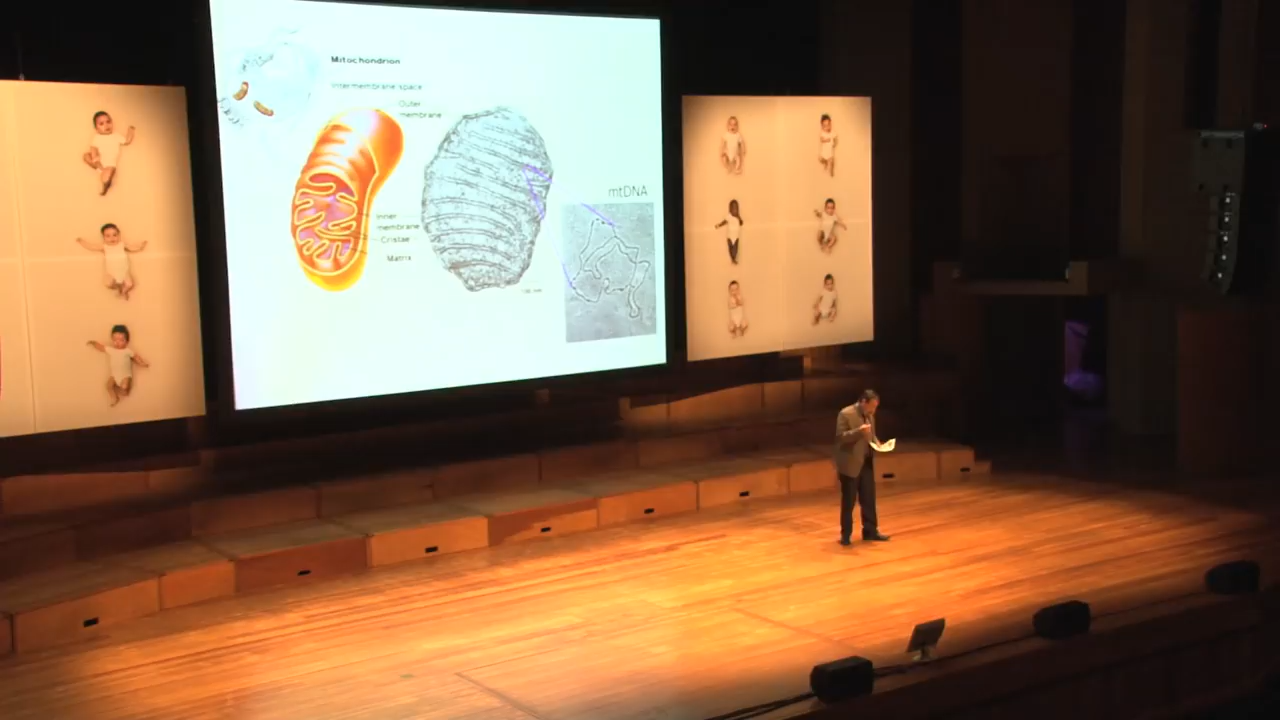 Mitochondrion
Intermembrane space
Outer
membrane
mtDNA
Inner
membrane
Cristae
Matrix